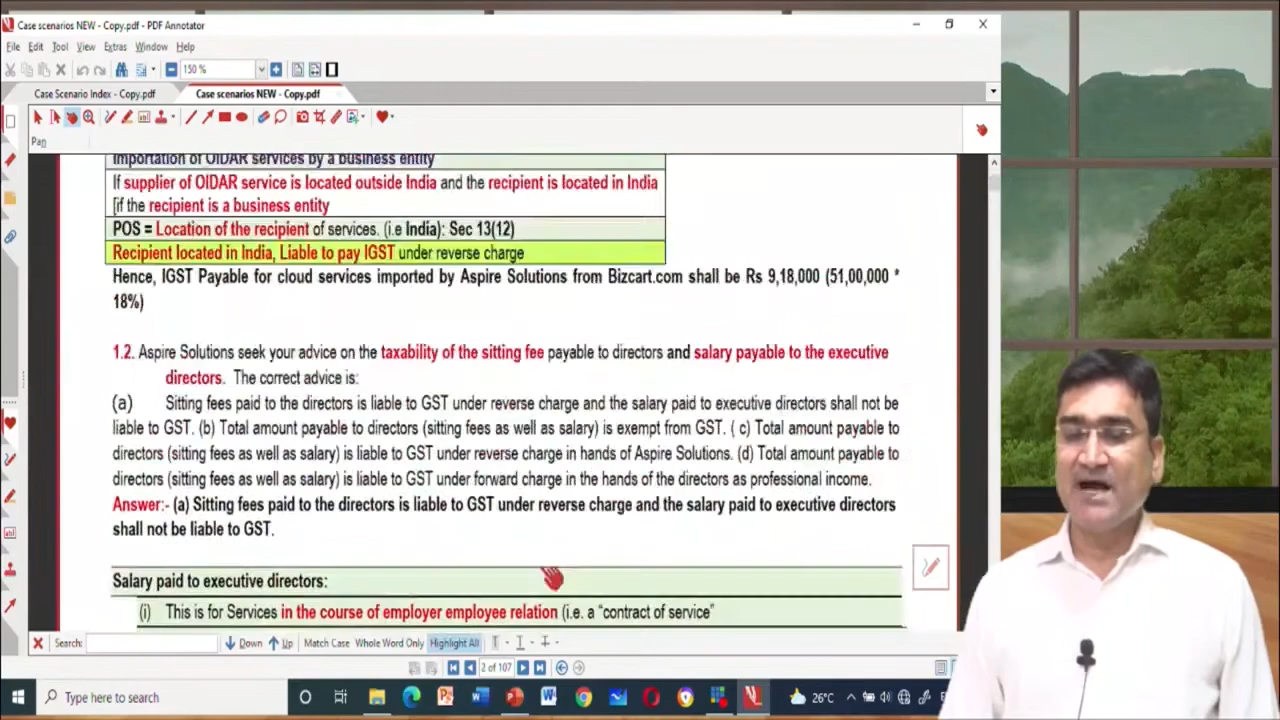 Case scenarios NEW - Copy.pdf - PDF Annotator
File Edit Tool View Extras Window Help
150 %
Case Scenario Index - Copy.pdf Case scenarios NEW - Copy.pdf
Pan
Importation of OIDAR services by a business entity
If supplier of OIDAR service is located outside India and the recipient is located in India
[if the recipient is a business entity
POS = Location of the recipient of services. (i.e India): Sec 13(12)
Recipient located in India, Liable to pay IGST under reverse charge
Hence, IGST Payable for cloud services imported by Aspire Solutions from Bizcart.com shall be Rs 9,18,000 (51,00,000 *
18%)
1.2. Aspire Solutions seek your advice on the taxability of the sitting fee payable to directors and salary payable to the executive
directors. The correct advice is:
(a) Sitting fees paid to the directors is liable to GST under reverse charge and the salary paid to executive directors shall not be
liable to GST. (b) Total amount payable to directors (sitting fees as well as salary) is exempt from GST. ( c) Total amount payable to
directors (sitting fees as well as salary) is liable to GST under reverse charge in hands of Aspire Solutions. (d) Total amount payable to
directors (sitting fees as well as salary) is liable to GST under forward charge in the hands of the directors as professional income.
Answer:- (a) Sitting fees paid to the directors is liable to GST under reverse charge and the salary paid to executive directors
shall not be liable to GST.
Salary paid to executive directors:
(i) This is for Services in the course of employer employee relation (i.e. a “contract of service”
Search: Down Up Match Case Whole Word Only Highlight All
2 of 107
Type here to search
26°C